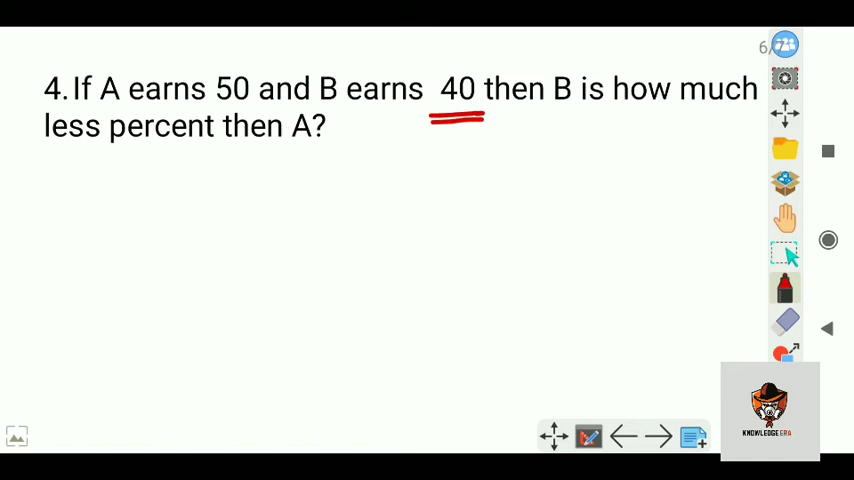 6/
4. If A earns 50 and B earns 40 then B is how much
less percent then A?
KNOWLEDGE ERA